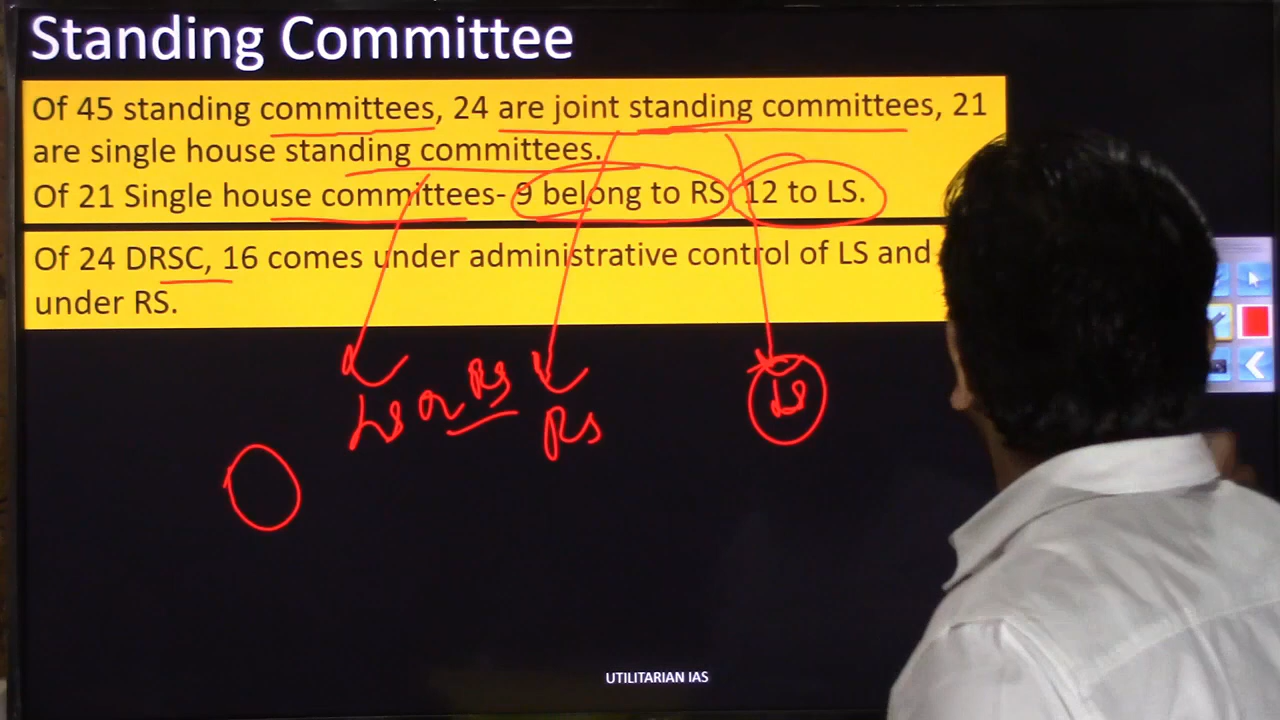 Standing Committee
Of 45 standing committees, 24 are joint standing committees, 21
are single house standing committees.
Of 21 Single house committees- 9 belong to RS 12 to LS.
Of 24 DRSC, 16 comes under administrative control of LS and
under RS.
LS or RS
RS
LS
UTILITARIAN IAS